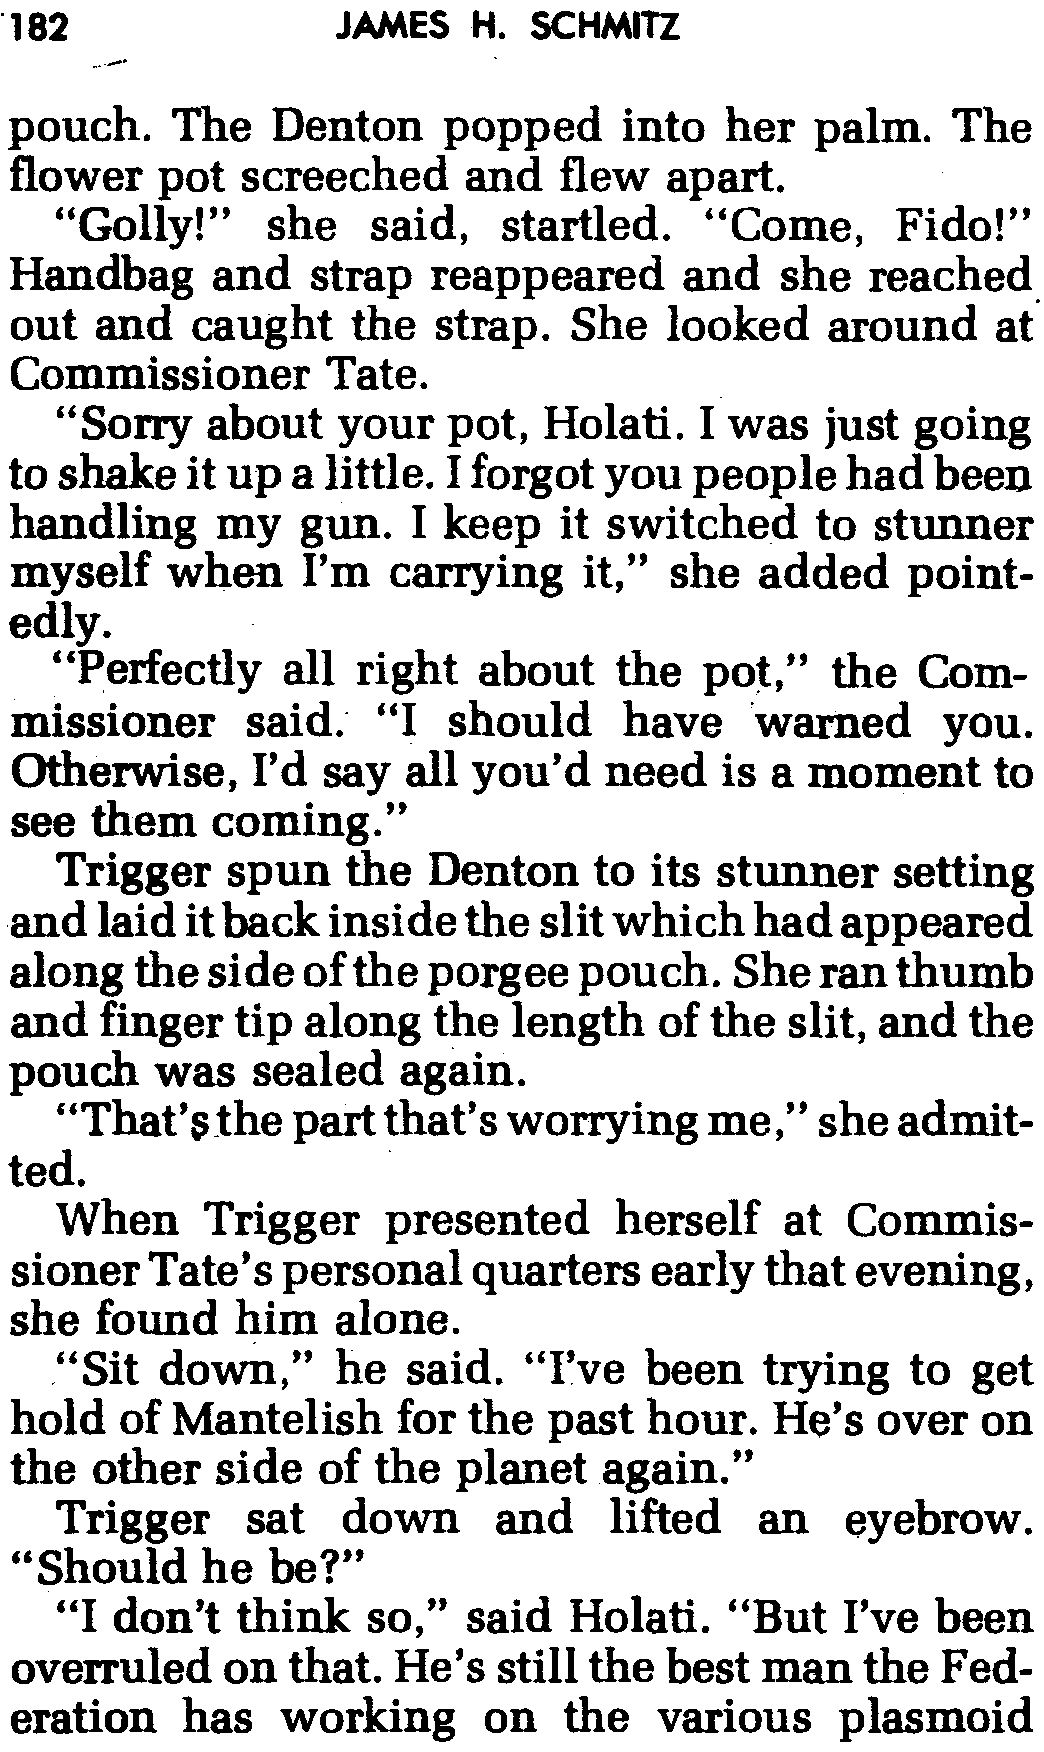 182 JAMES H. SCHMITZ
pouch. The Denton popped into her palm. The
flower pot screeched and flew apart.
“Golly!” she said, startled. “Come, Fido!”
Handbag and strap reappeared and she reached
out and caught the strap. She looked around at
Commissioner Tate.
“Sorry about your pot, Holati. I was just going
to shake it up a little. I forgot you people had been
handling my gun. I keep it switched to stunner
myself when I’m carrying it,” she added point-
edly.
“Perfectly all right about the pot,” the Com-
missioner said. “I should have warned you.
Otherwise, I’d say all you’d need is a moment to
see them coming.”
Trigger spun the Denton to its stunner setting
and laid it back inside the slit which had appeared
along the side of the porgee pouch. She ran thumb
and finger tip along the length of the slit, and the
pouch was sealed again.
“That’s the part that’s worrying me,” she admit-
ted.
When Trigger presented herself at Commis-
sioner Tate’s personal quarters early that evening,
she found him alone.
“Sit down,” he said. “I’ve been trying to get
hold of Mantelish for the past hour. He’s over on
the other side of the planet again.”
Trigger sat down and lifted an eyebrow.
“Should he be?”
“I don’t think so,” said Holati. “But I’ve been
overruled on that. He’s still the best man the Fed-
eration has working on the various plasmoid